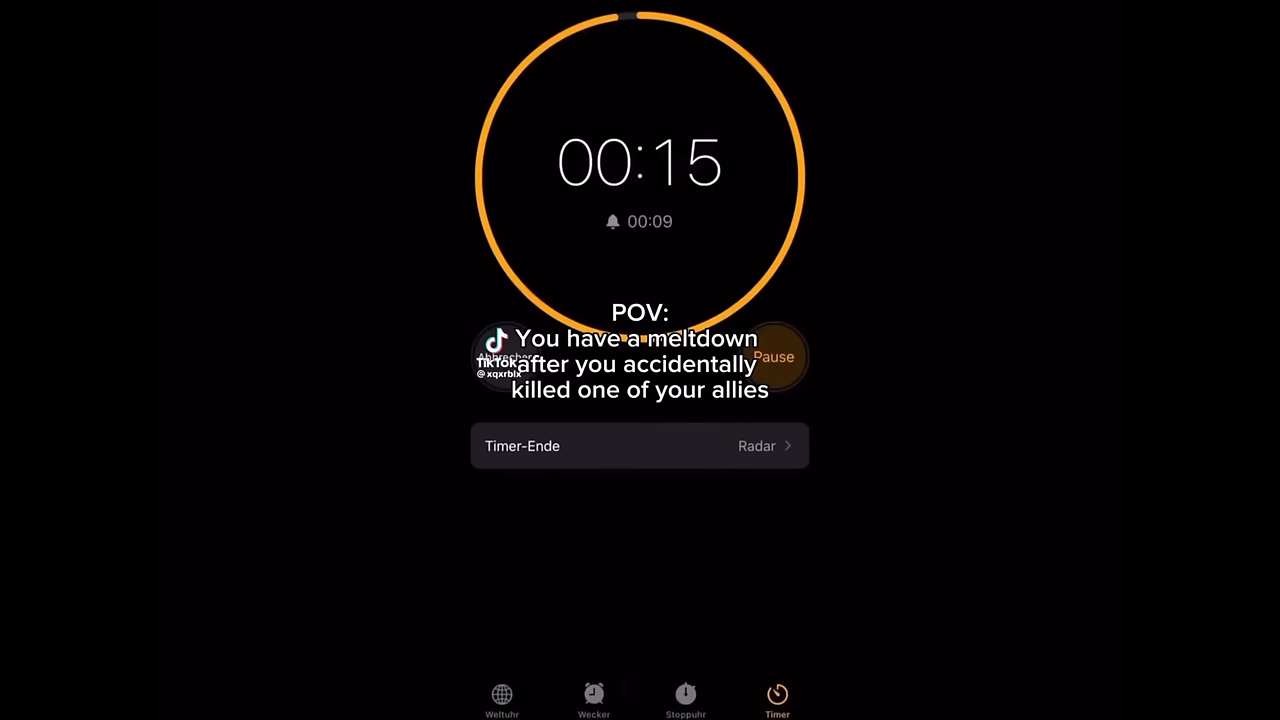 00:15
00:09
POV:
You have a meltdown
after you accidentally
killed one of your allies
Abbrechen
Pause
TikTok
@xqxrblx
Timer-Ende
Radar
Weltuhr
Wecker
Stoppuhr
Timer